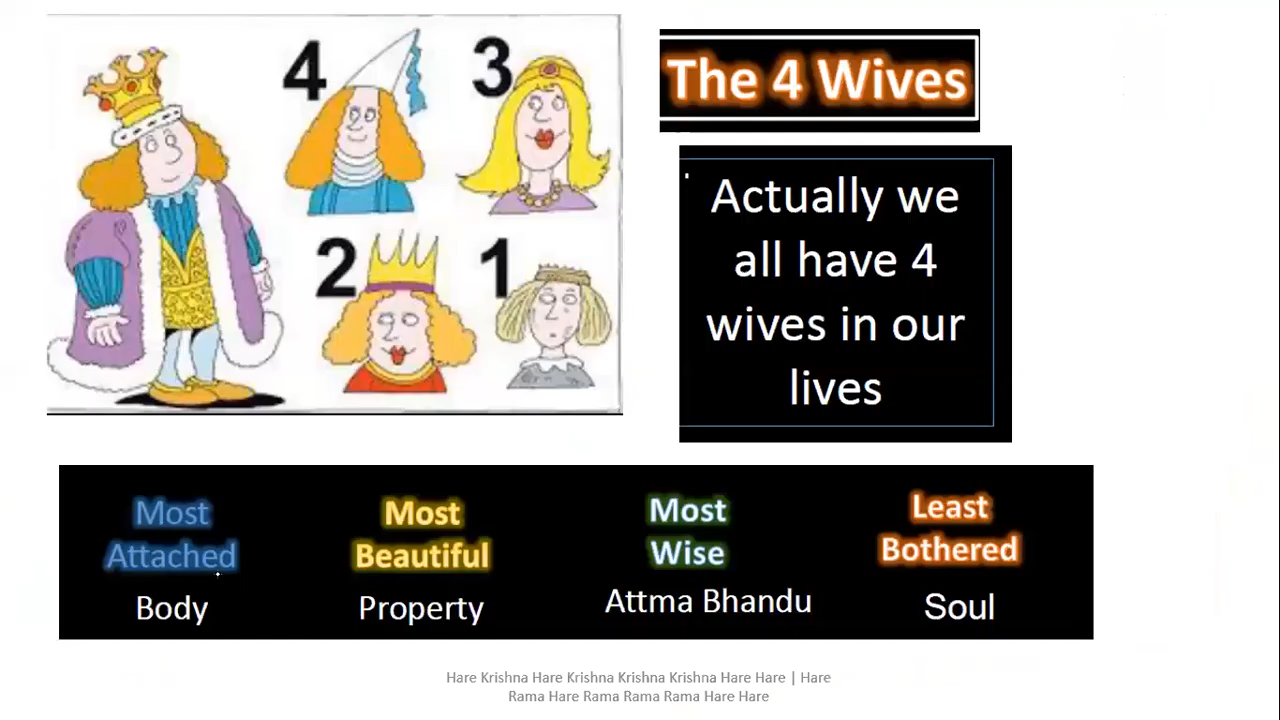 4
3
2
1
The 4 Wives
Actually we
all have 4
wives in our
lives
Most
Attached
Body
Most
Beautiful
Property
Most
Wise
Attma Bhandu
Least
Bothered
Soul
Hare Krishna Hare Krishna Krishna Krishna Hare Hare | Hare
Rama Hare Rama Rama Rama Hare Hare